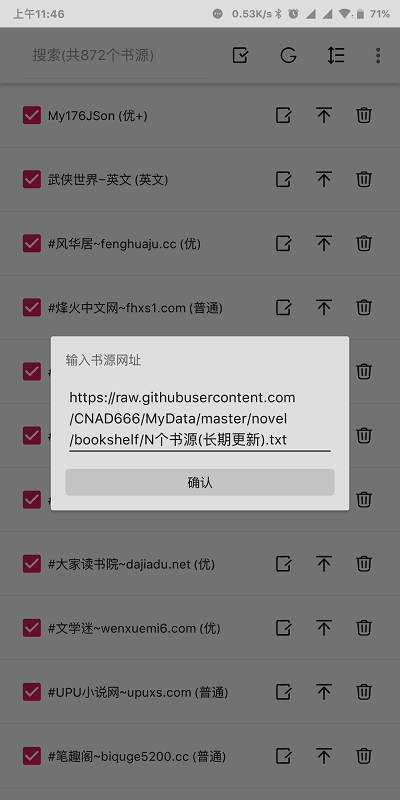 上午11:46
0.53K/s
71%
搜索(共872个书源)
My176JSon (优+)
武侠世界-英文 (英文)
#风华居~fenghuaju.cc (优)
#烽火中文网~fhxs1.com (普通)
#
输入书源网址
https://raw.githubusercontent.com
/CNAD666/MyData/master/novel
#
/bookshelf/N个书源(长期更新).txt
确认
#
#大家读书院~dajiadu.net (优)
#文学迷~wenxuemi6.com (优)
#UPU小说网~upuxs.com (普通)
#笔趣阁~biquge5200.cc (普通)